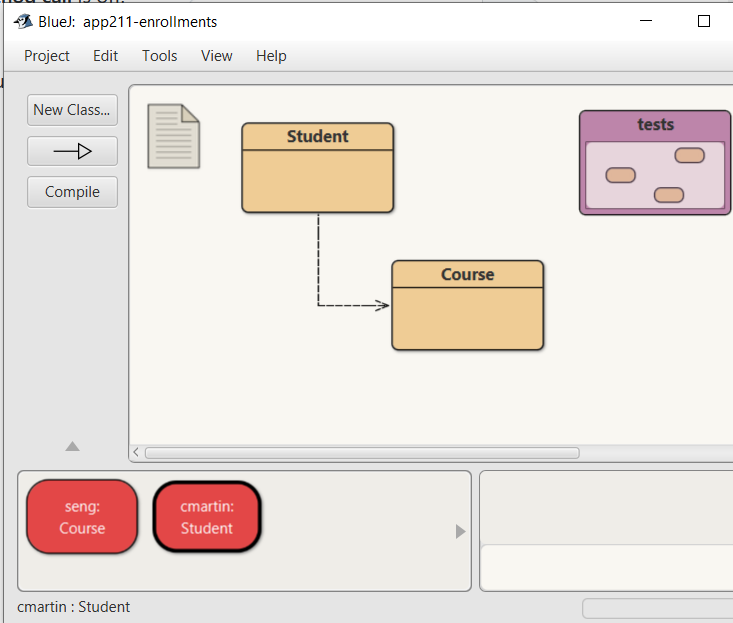 BlueJ: app211-enrollments
Project Edit Tools View Help
New Class...
Compile
Student
tests
Course
seng:
Course
cmartin:
Student
cmartin : Student